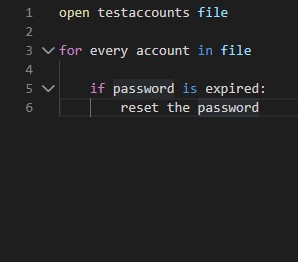 1 open testaccounts file
2
3 for every account in file
4
5 if password is expired:
6 reset the password